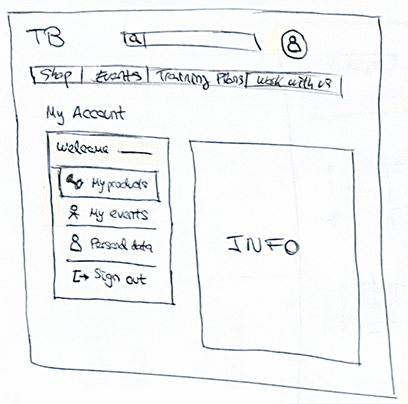 TB
Shop | Events | Training Plans | Work with us
My Account
Welcome
My products
My events
Personal data
Sign out
INFO